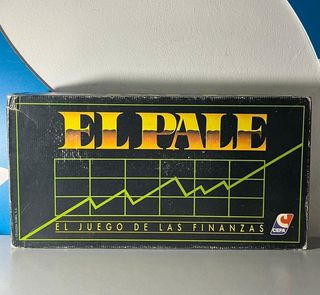 EL PALE
EL JUEGO DE LAS FINANZAS
CEFA